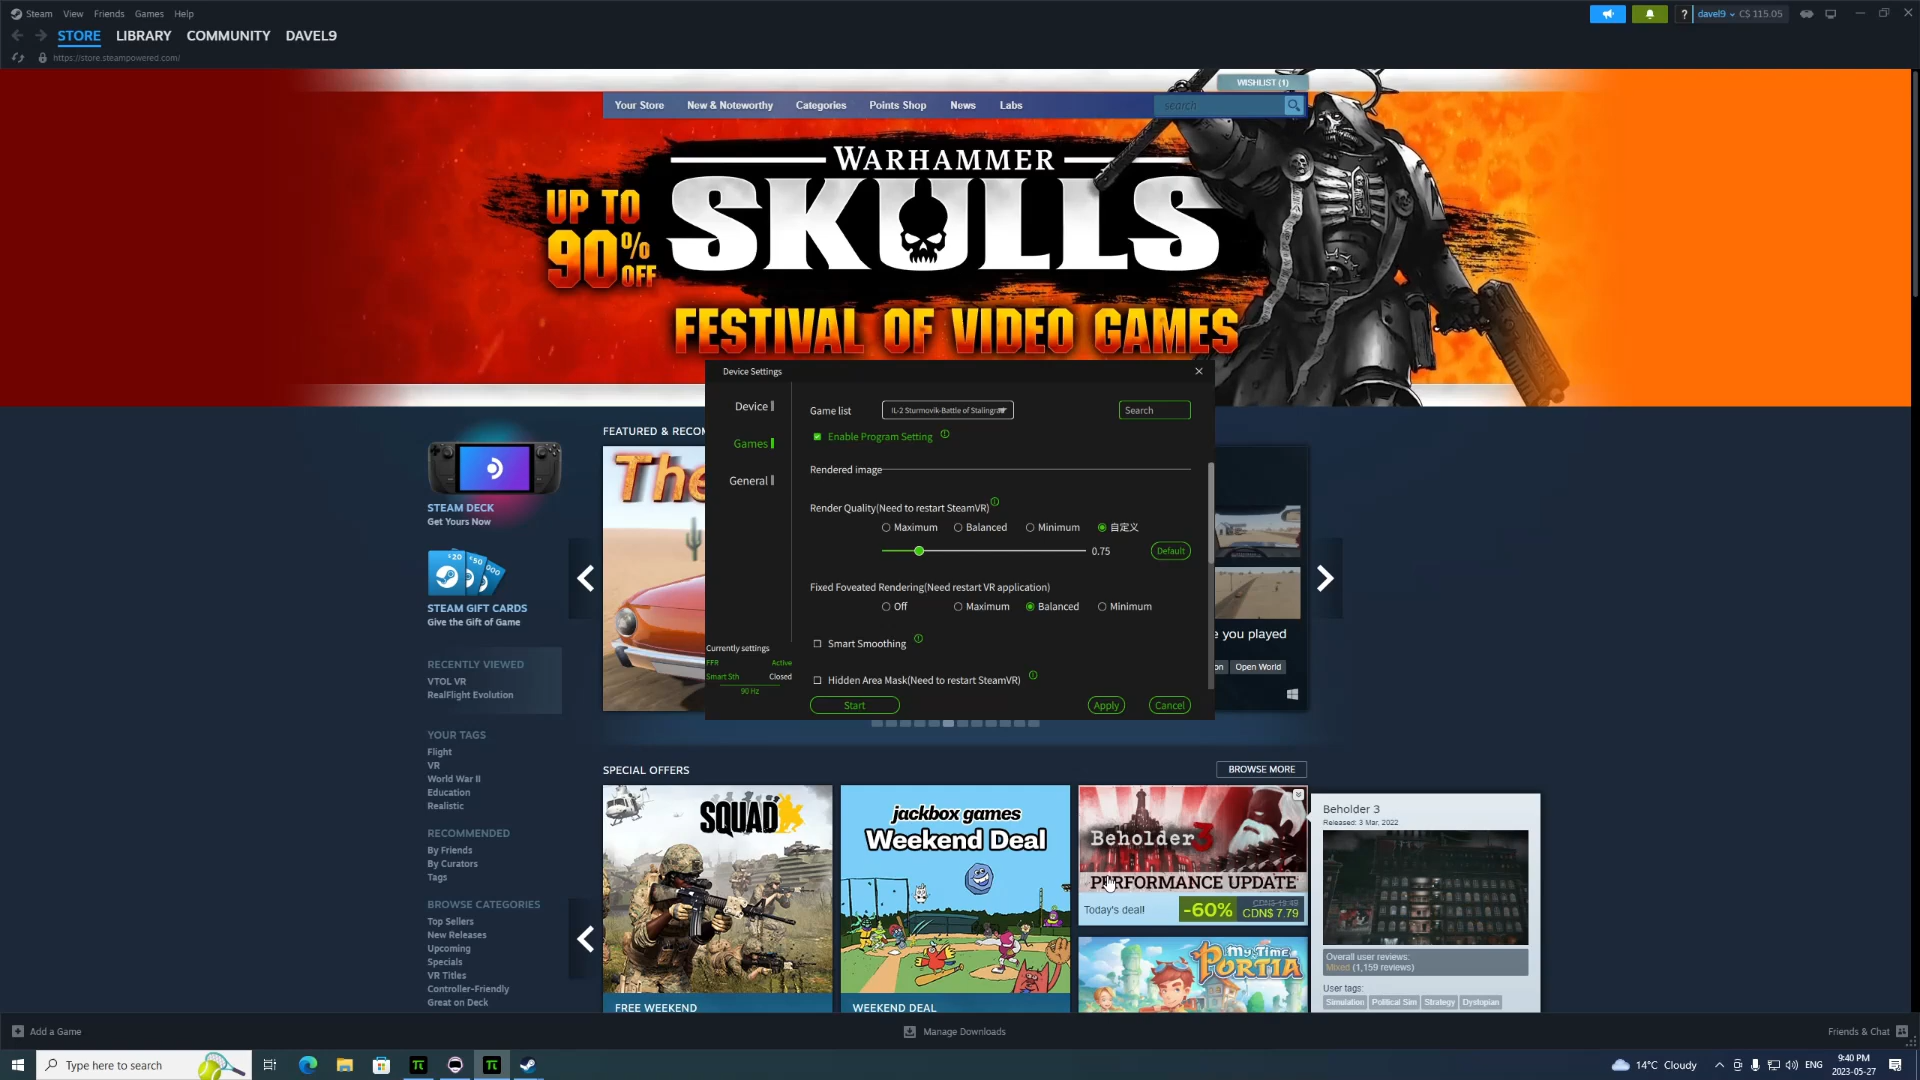 Steam View Friends Games Help
? davel9 C$ 115.05
STORE LIBRARY COMMUNITY DAVEL9
https://store.steampowered.com/
WISHLIST (1)
Your Store New & Noteworthy Categories Points Shop News Labs
search
WARHAMMER
SKULLS
UP TO
90%
OFF
FESTIVAL OF VIDEO GAMES
Device Settings
Device
Games
General
Game list
IL-2 Sturmovik-Battle of Stalingra
Search
Enable Program Setting
Rendered image
Render Quality(Need to restart SteamVR)
Maximum Balanced Minimum 自定义
0.75
Default
Fixed Foveated Rendering(Need restart VR application)
Off Maximum Balanced Minimum
Smart Smoothing
Hidden Area Mask(Need to restart SteamVR)
Currently settings
FFR Active
Smart Sth Closed
90 Hz
Start
Apply
Cancel
FEATURED & RECO
The
e you played
on
Open World
STEAM DECK
Get Yours Now
$20
STEAM GIFT CARDS
Give the Gift of Game
RECENTLY VIEWED
VTOL VR
RealFlight Evolution
YOUR TAGS
Flight
VR
World War II
Education
Realistic
RECOMMENDED
By Friends
By Curators
Tags
BROWSE CATEGORIES
Top Sellers
New Releases
Upcoming
Specials
VR Titles
Controller-Friendly
Great on Deck
SPECIAL OFFERS
BROWSE MORE
SQUAD
FREE WEEKEND
jackbox games
Weekend Deal
WEEKEND DEAL
Beholder 3
PERFORMANCE UPDATE
Today's deal!
-60%
CDN$ 19.49
CDN$ 7.79
My Time
PORTIA
Beholder 3
Released: 3 Mar, 2022
Overall user reviews:
Mixed (1,159 reviews)
User tags:
Simulation Political Sim Strategy Dystopian
Add a Game
Manage Downloads
Friends & Chat
Type here to search
14°C Cloudy
ENG
9:40 PM
2023-05-27